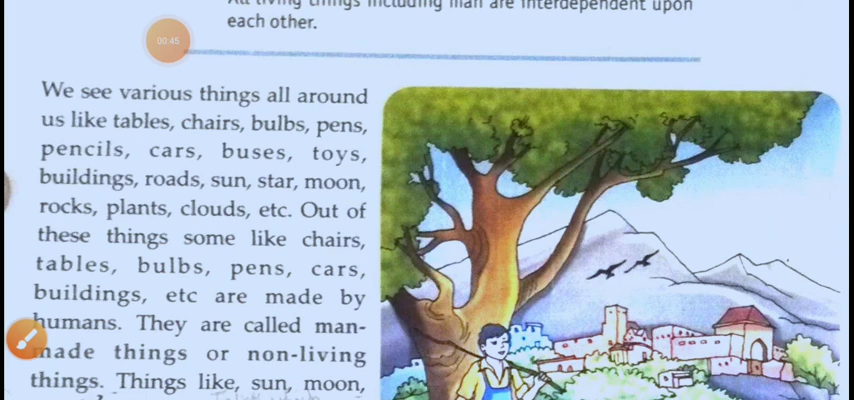 All living things including man are interdependent upon
each other.
00:45
We see various things all around
us like tables, chairs, bulbs, pens,
pencils, cars, buses, toys,
buildings, roads, sun, star, moon,
rocks, plants, clouds, etc. Out of
these things some like chairs,
tables, bulbs, pens, cars,
buildings, etc are made by
humans. They are called man-
made things or non-living
things. Things like, sun, moon,